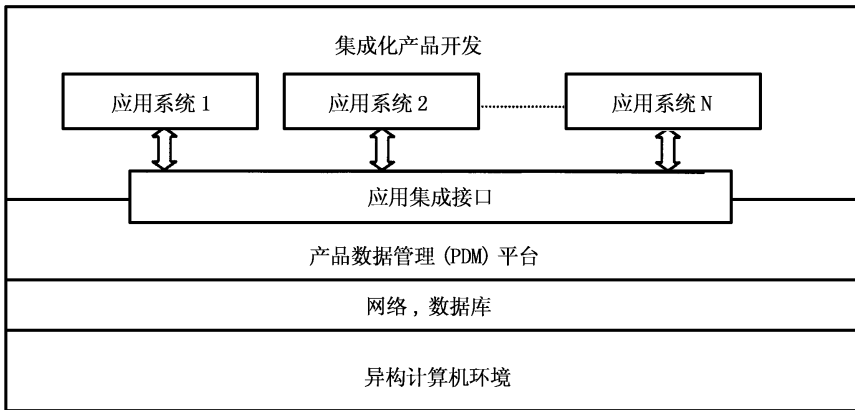 集成化产品开发
应用系统 1
应用系统 2
应用系统 N
应用集成接口
产品数据管理 (PDM) 平台
网络 , 数据库
异构计算机环境